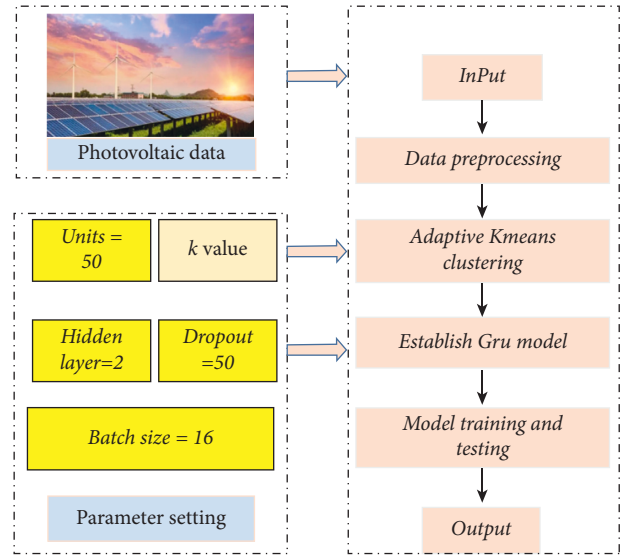 Photovoltaic data
Units =
50
k value
Hidden
layer=2
Dropout
=50
Batch size = 16
Parameter setting
InPut
Data preprocessing
Adaptive Kmeans
clustering
Establish Gru model
Model training and
testing
Output